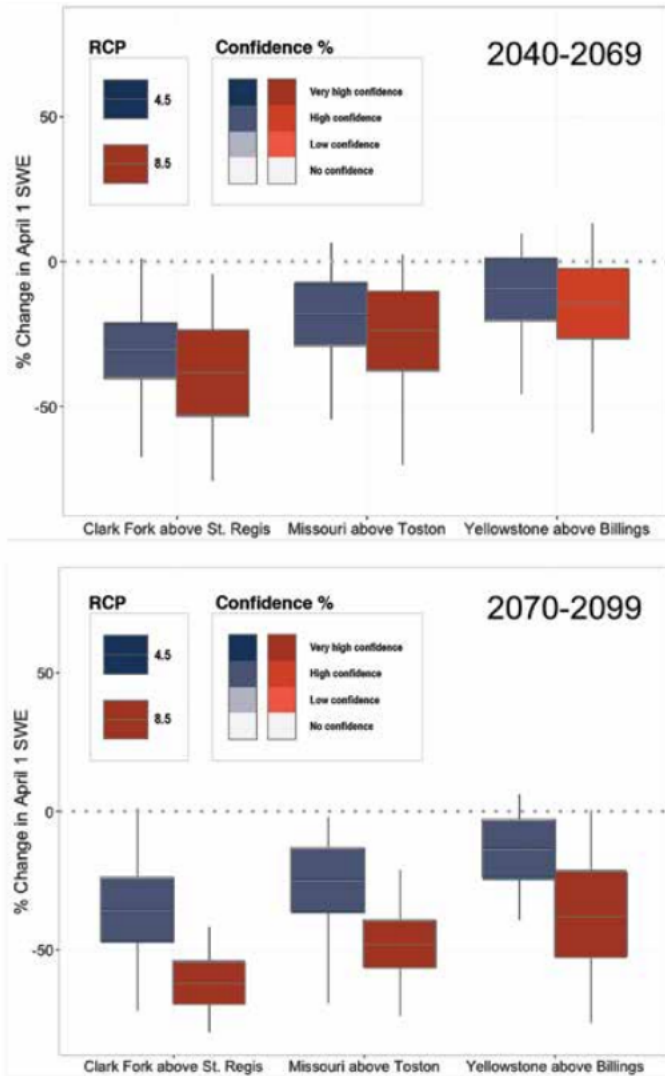 RCP
Confidence %
2040-2069
4.5
8.5
Very high confidence
High confidence
Low confidence
No confidence
50
0
-50
% Change in April 1 SWE
Clark Fork above St. Regis
Missouri above Toston
Yellowstone above Billings
RCP
Confidence %
2070-2099
4.5
8.5
Very high confidence
High confidence
Low confidence
No confidence
50
0
-50
% Change in April 1 SWE
Clark Fork above St. Regis
Missouri above Toston
Yellowstone above Billings